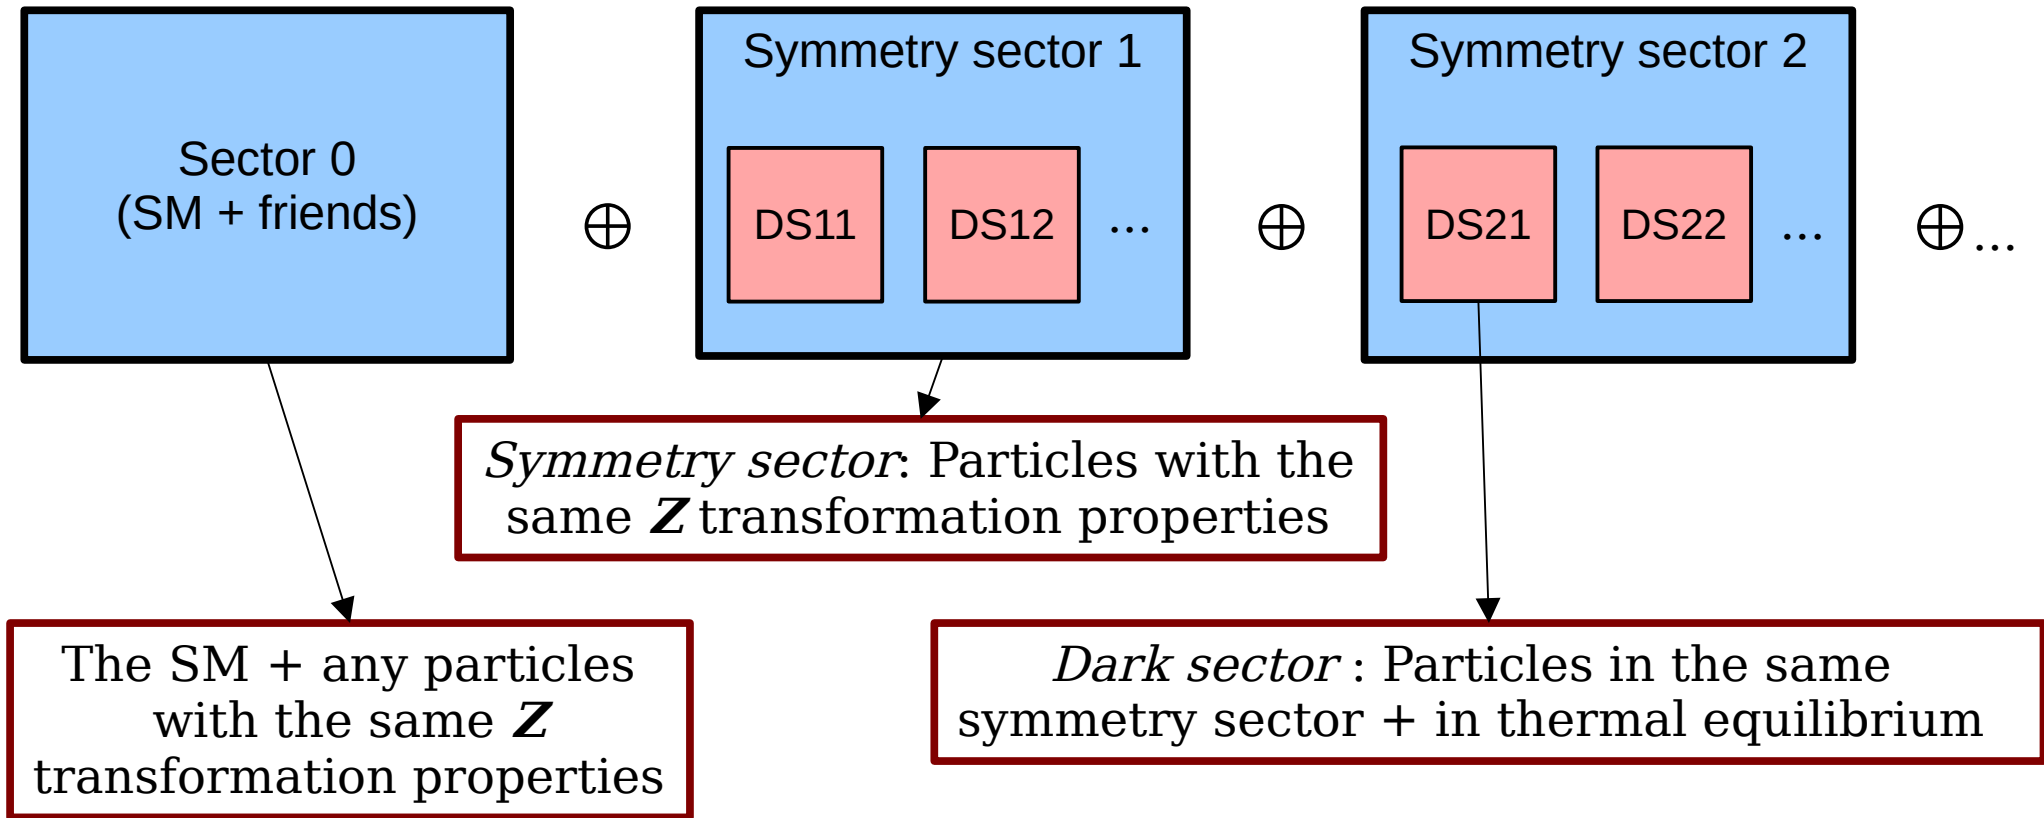 Sector 0
(SM + friends)
⊕
Symmetry sector 1
DS11
DS12
...
⊕
Symmetry sector 2
DS21
DS22
...
⊕...
Symmetry sector: Particles with the
same Z transformation properties
The SM + any particles
with the same Z
transformation properties
Dark sector : Particles in the same
symmetry sector + in thermal equilibrium